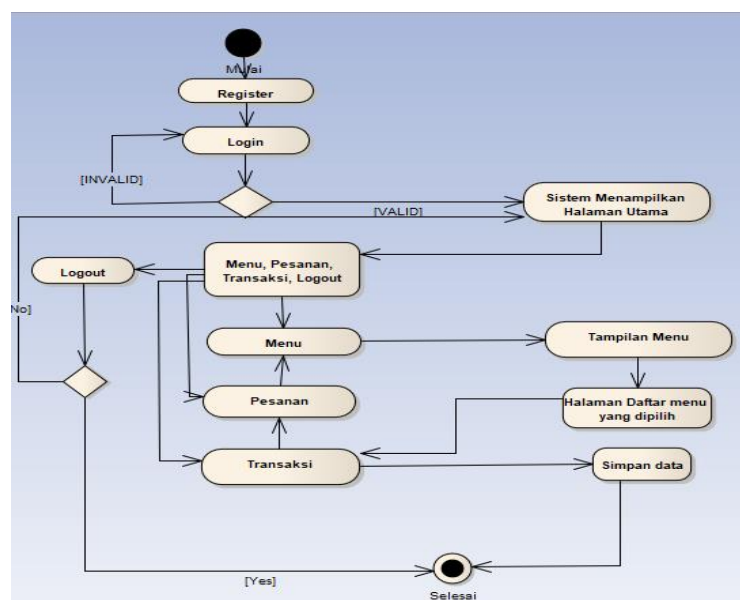 Mulai
Register
Login
[INVALID]
[VALID]
Sistem Menampilkan
Halaman Utama
Menu, Pesanan,
Transaksi, Logout
Logout
No]
Menu
Tampilan Menu
Pesanan
Halaman Daftar menu
yang dipilih
Transaksi
Simpan data
[Yes]
Selesai